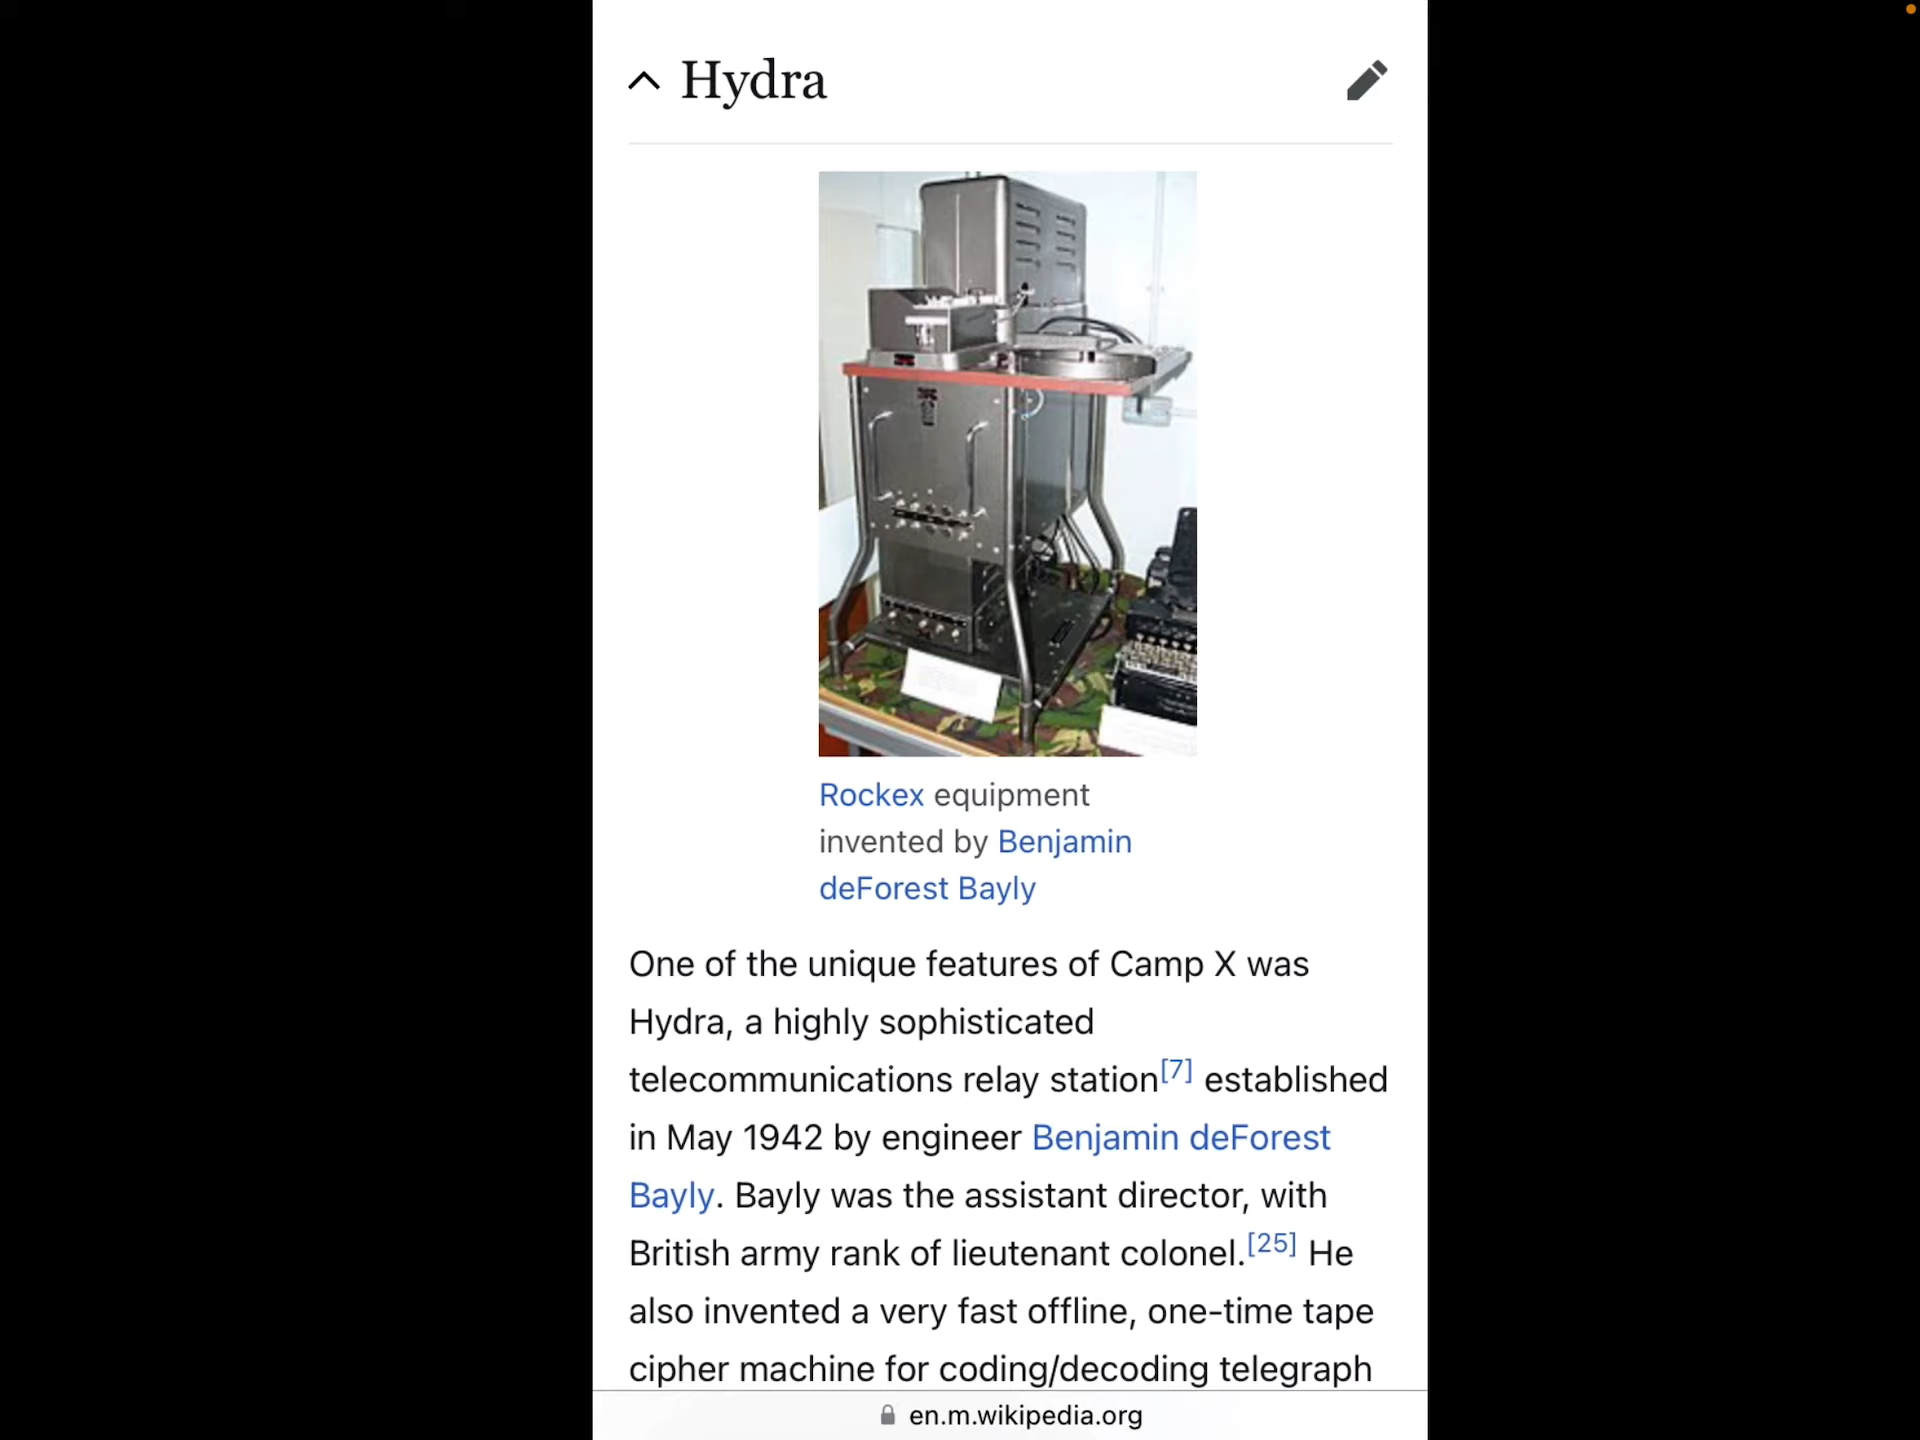 Hydra
Rockex equipment
invented by Benjamin
deForest Bayly
One of the unique features of Camp X was
Hydra, a highly sophisticated
telecommunications relay station[7] established
in May 1942 by engineer Benjamin deForest
Bayly. Bayly was the assistant director, with
British army rank of lieutenant colonel.[25] He
also invented a very fast offline, one-time tape
cipher machine for coding/decoding telegraph
en.m.wikipedia.org